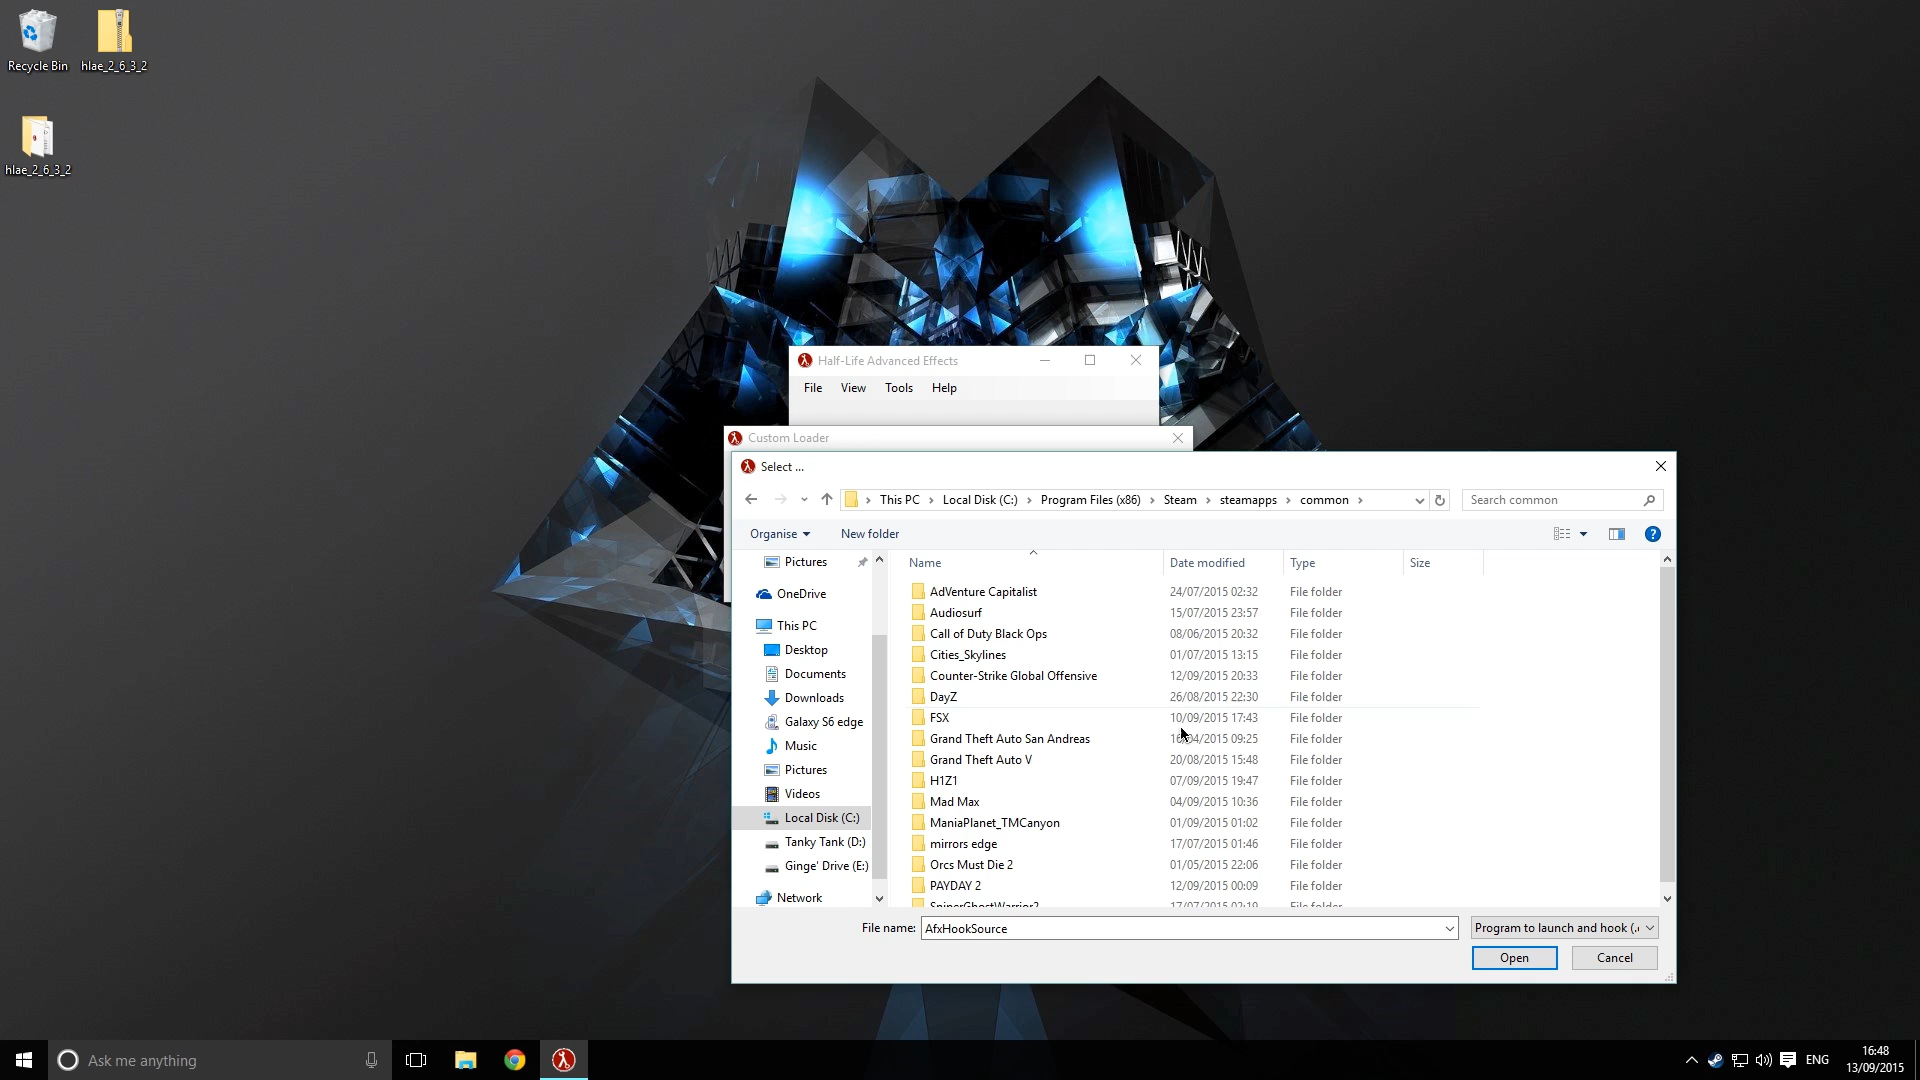 Recycle Bin
hlae_2_6_3_2
hlae_2_6_3_2
Half-Life Advanced Effects
File View Tools Help
Custom Loader
Select ...
This PC Local Disk (C:) Program Files (x86) Steam steamapps common
Search common
Organise New folder
Pictures
OneDrive
This PC
Desktop
Documents
Downloads
Galaxy S6 edge
Music
Pictures
Videos
Local Disk (C:)
Tanky Tank (D:)
Ginge' Drive (E:)
Network
Name Date modified Type Size
AdVenture Capitalist 24/07/2015 02:32 File folder
Audiosurf 15/07/2015 23:57 File folder
Call of Duty Black Ops 08/06/2015 20:32 File folder
Cities_Skylines 01/07/2015 13:15 File folder
Counter-Strike Global Offensive 12/09/2015 20:33 File folder
DayZ 26/08/2015 22:30 File folder
FSX 10/09/2015 17:43 File folder
Grand Theft Auto San Andreas 09:25 File folder
Grand Theft Auto V 20/08/2015 15:48 File folder
H1Z1 07/09/2015 19:47 File folder
Mad Max 04/09/2015 10:36 File folder
ManiaPlanet_TMCanyon 01/09/2015 01:02 File folder
mirrors edge 17/07/2015 01:46 File folder
Orcs Must Die 2 01/05/2015 22:06 File folder
PAYDAY 2 12/09/2015 00:09 File folder
SniperGhostWarrior2 17/07/2015 02:19 File folder
File name: AfxHookSource
Program to launch and hook (.
Open Cancel
Ask me anything
ENG
16:48
13/09/2015